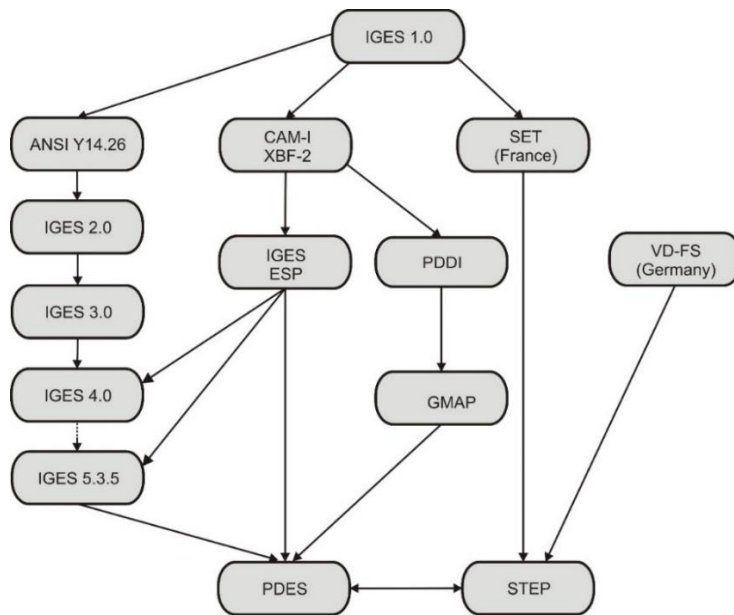 IGES 1.0
ANSI Y14.26
CAM-I
XBF-2
SET
(France)
IGES 2.0
IGES
ESP
PDDI
VD-FS
(Germany)
IGES 3.0
IGES 4.0
GMAP
IGES 5.3.5
PDES
STEP